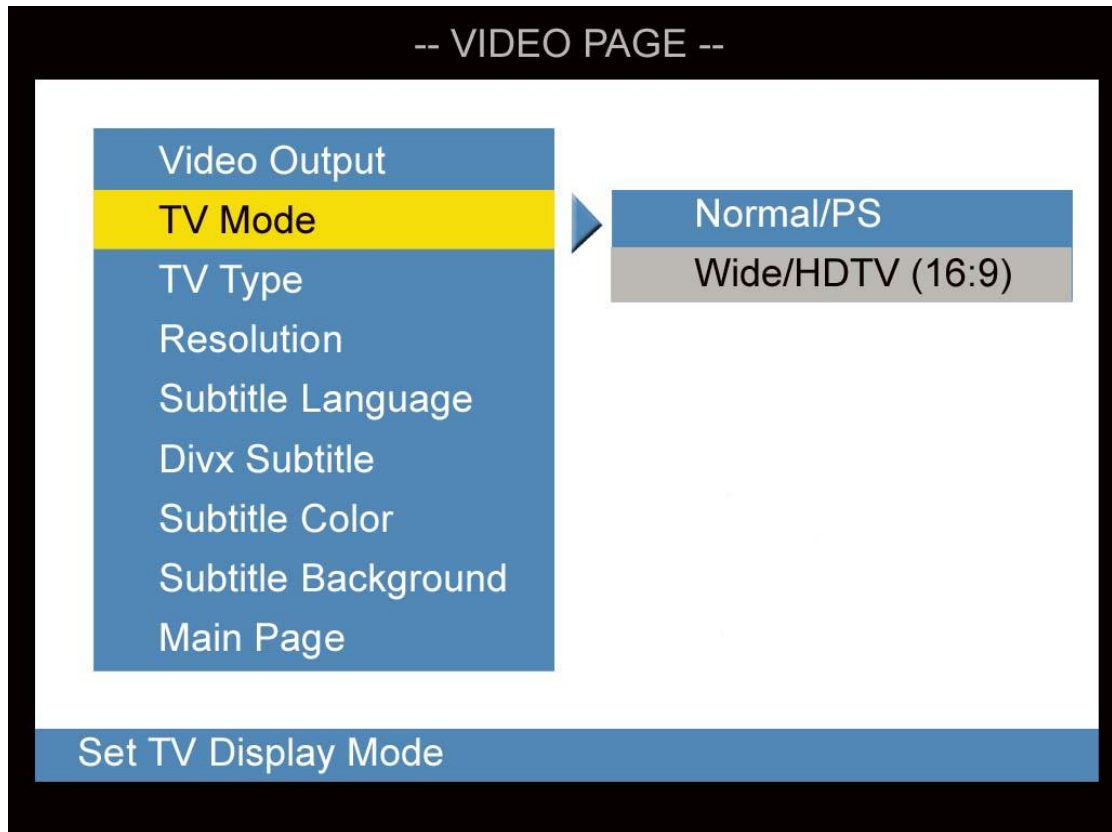 -- VIDEO PAGE --
Video Output
TV Mode
TV Type
Resolution
Subtitle Language
Divx Subtitle
Subtitle Color
Subtitle Background
Main Page
Normal/PS
Wide/HDTV (16:9)
Set TV Display Mode